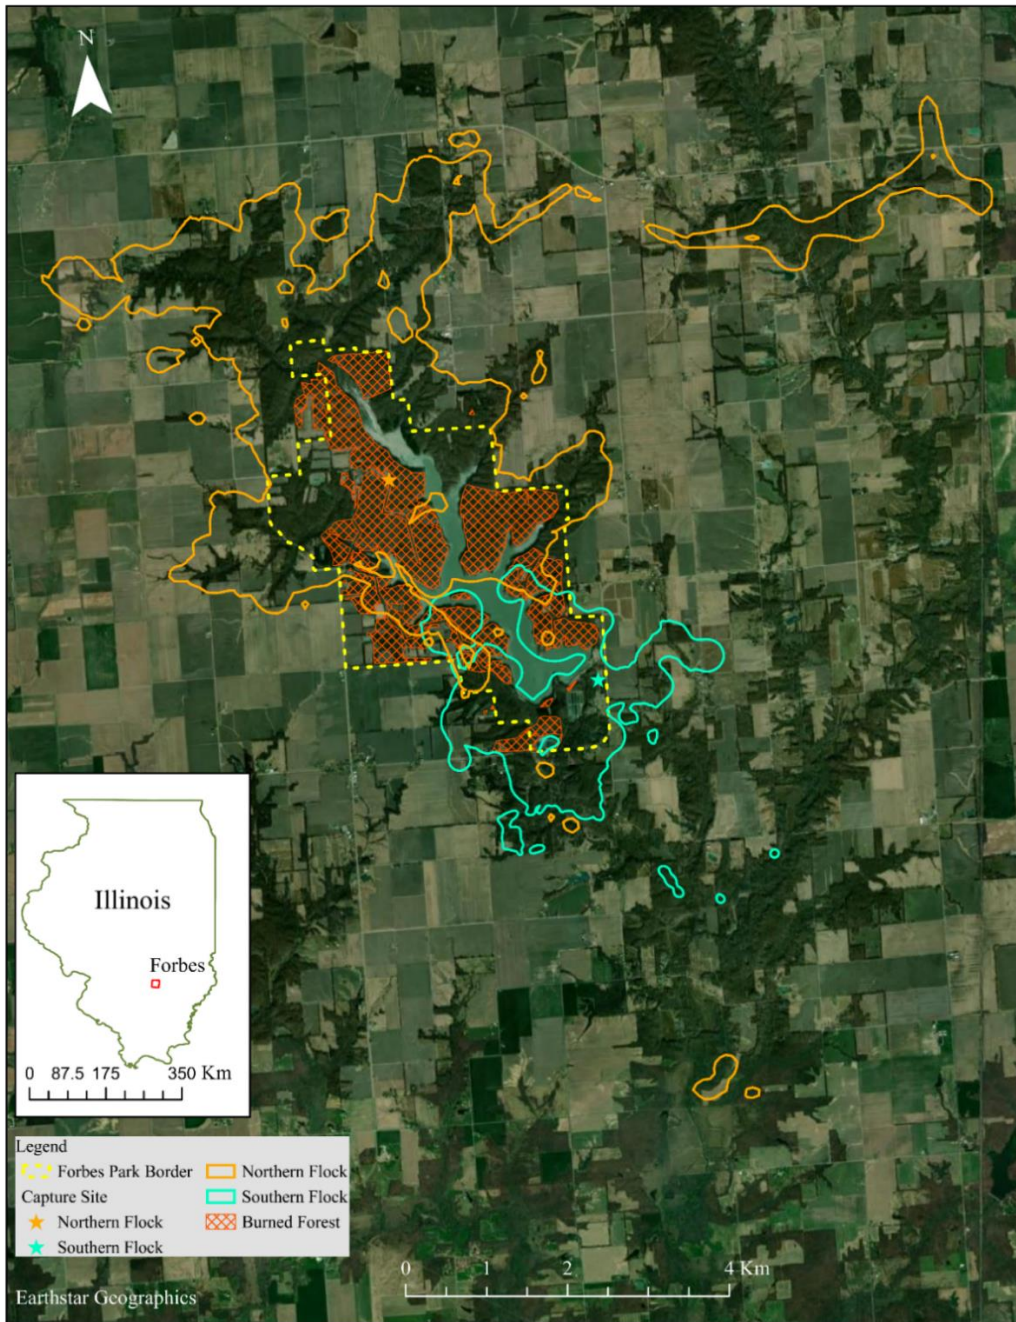 N
Illinois
Forbes
0 87.5 175 350 Km
Legend
Forbes Park Border
Northern Flock
Capture Site
Southern Flock
Northern Flock
Burned Forest
Southern Flock
0 1 2 4 Km
Earthstar Geographics